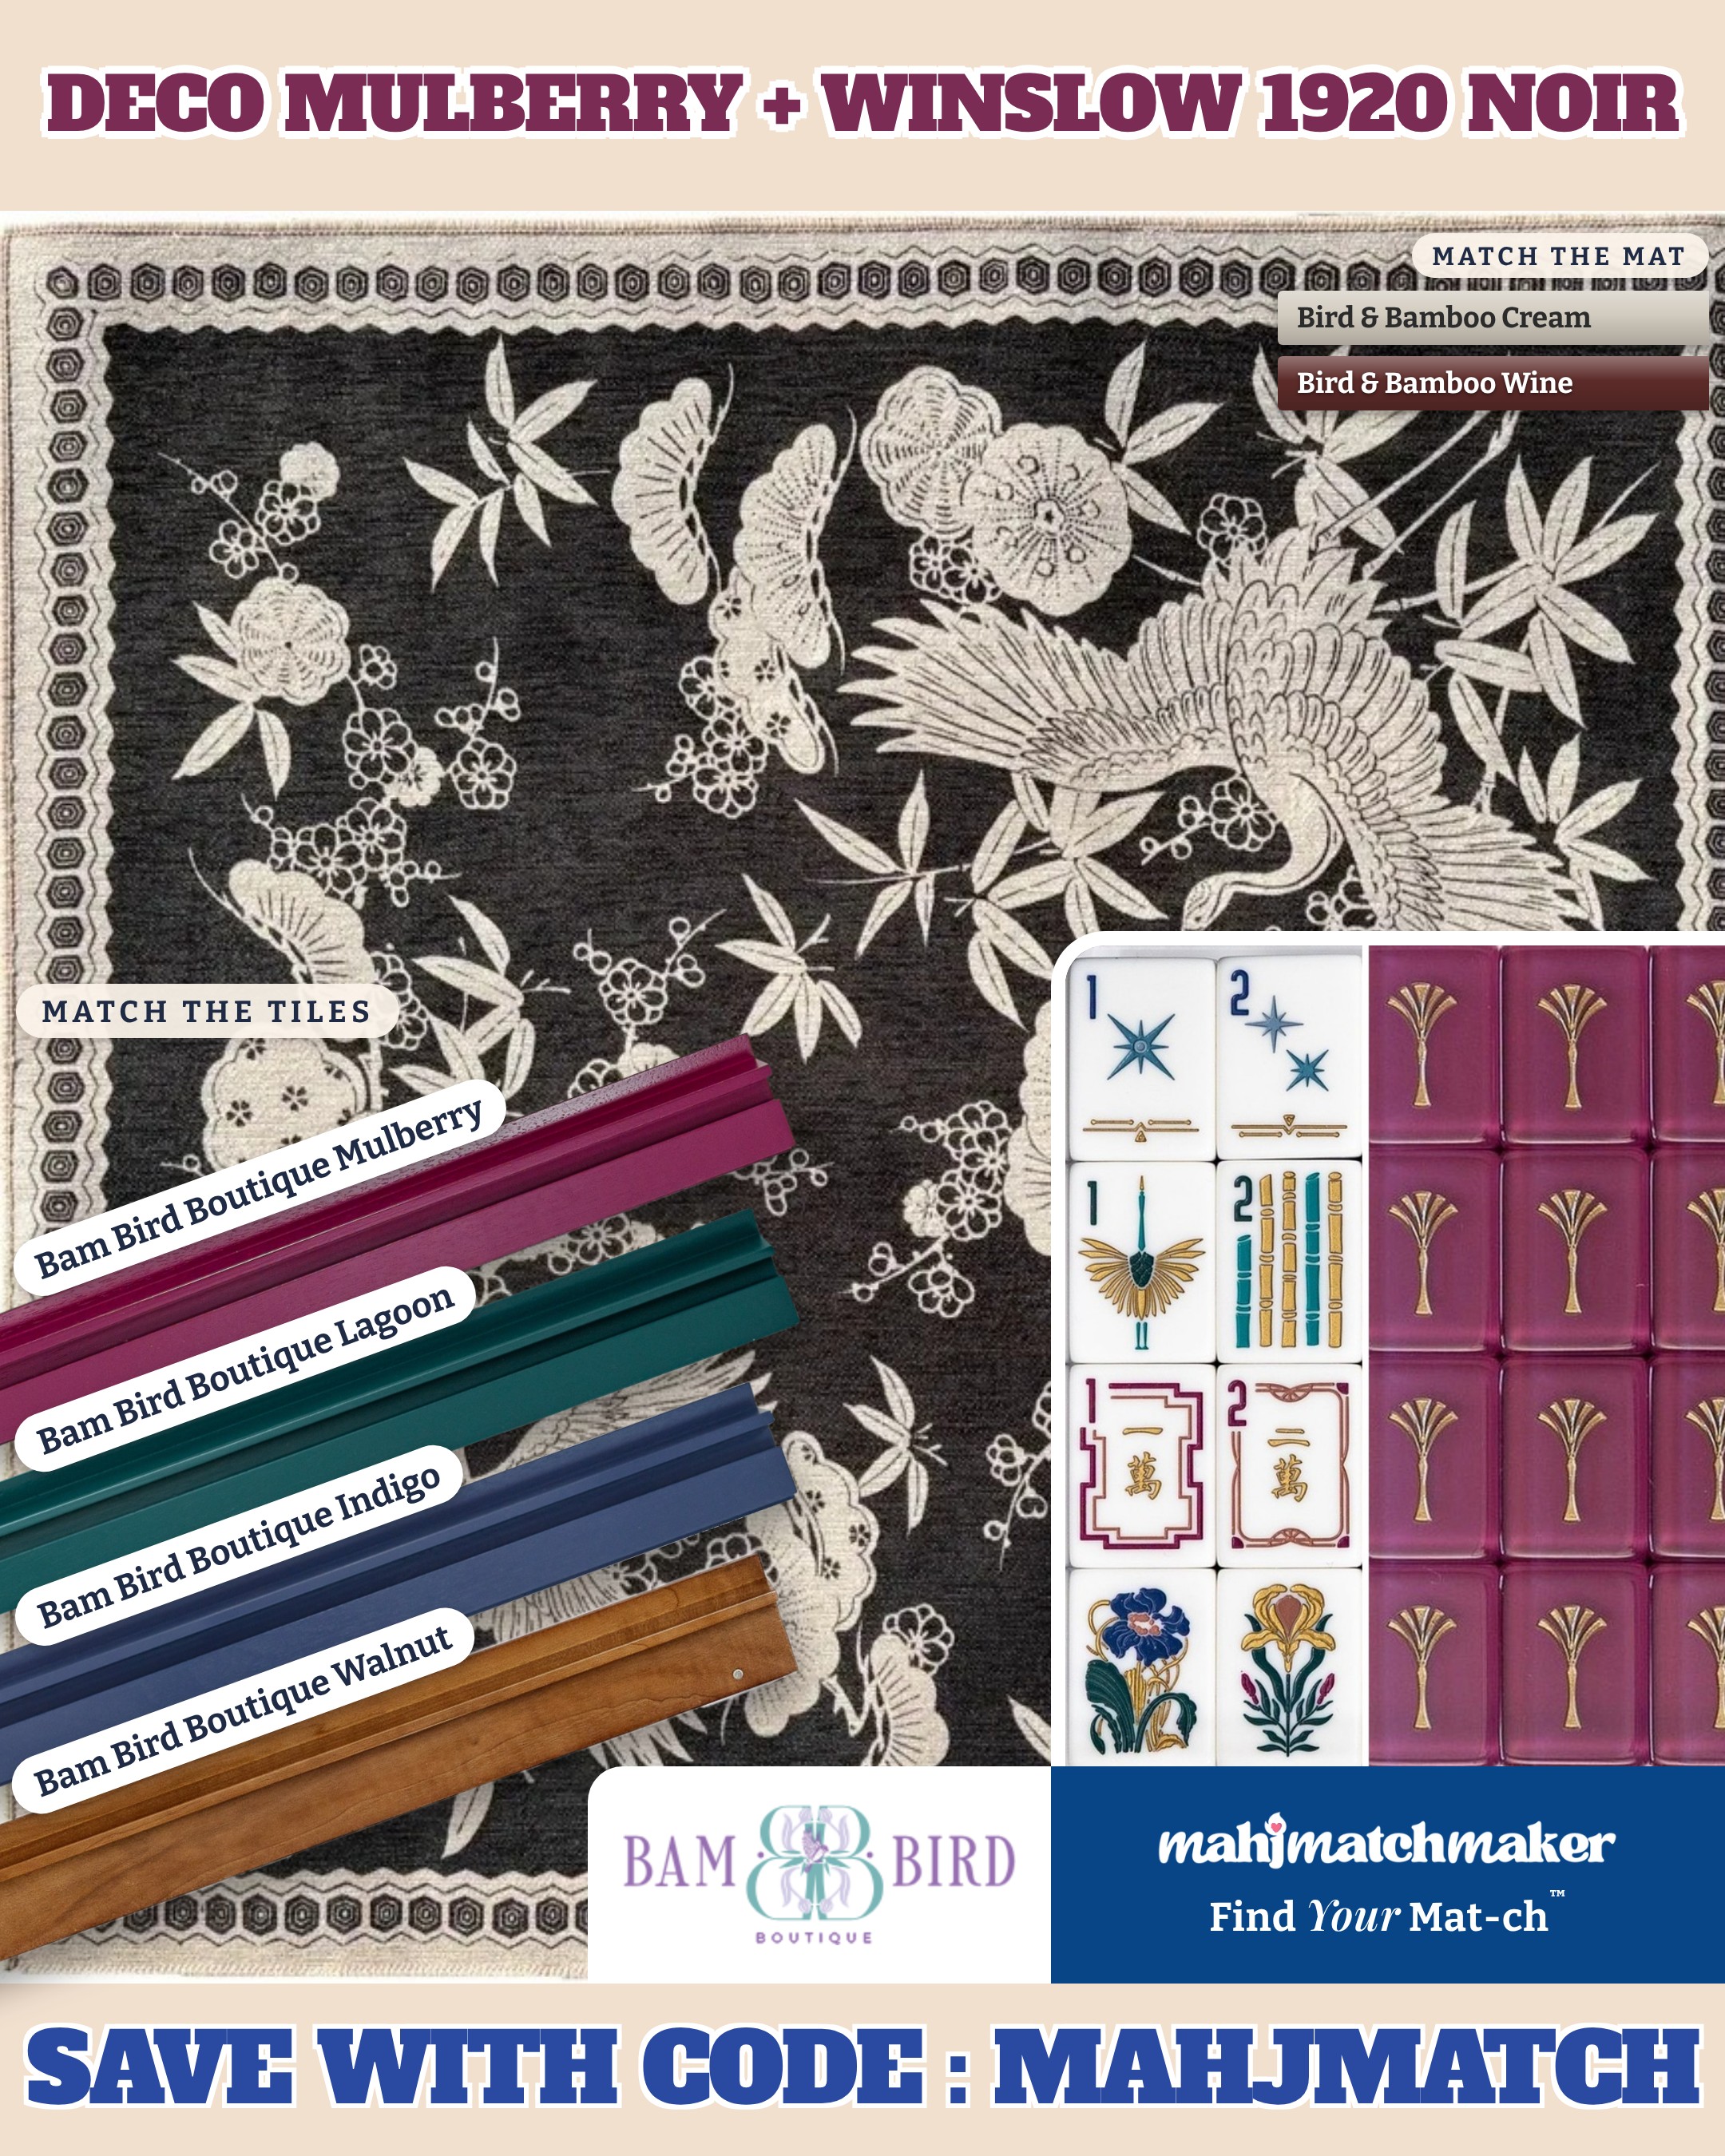 DECO MULBERRY + WINSLOW 1920 NOIR
MATCH THE MAT
Bird & Bamboo Cream
Bird & Bamboo Wine
MATCH THE TILES
Bam Bird Boutique Mulberry
Bam Bird Boutique Lagoon
Bam Bird Boutique Indigo
Bam Bird Boutique Walnut
1 2
1 2
1 一萬 2 二萬
BAM BIRD
BOUTIQUE
mahjmatchmaker
Find Your Mat-ch™
SAVE WITH CODE : MAHJMATCH